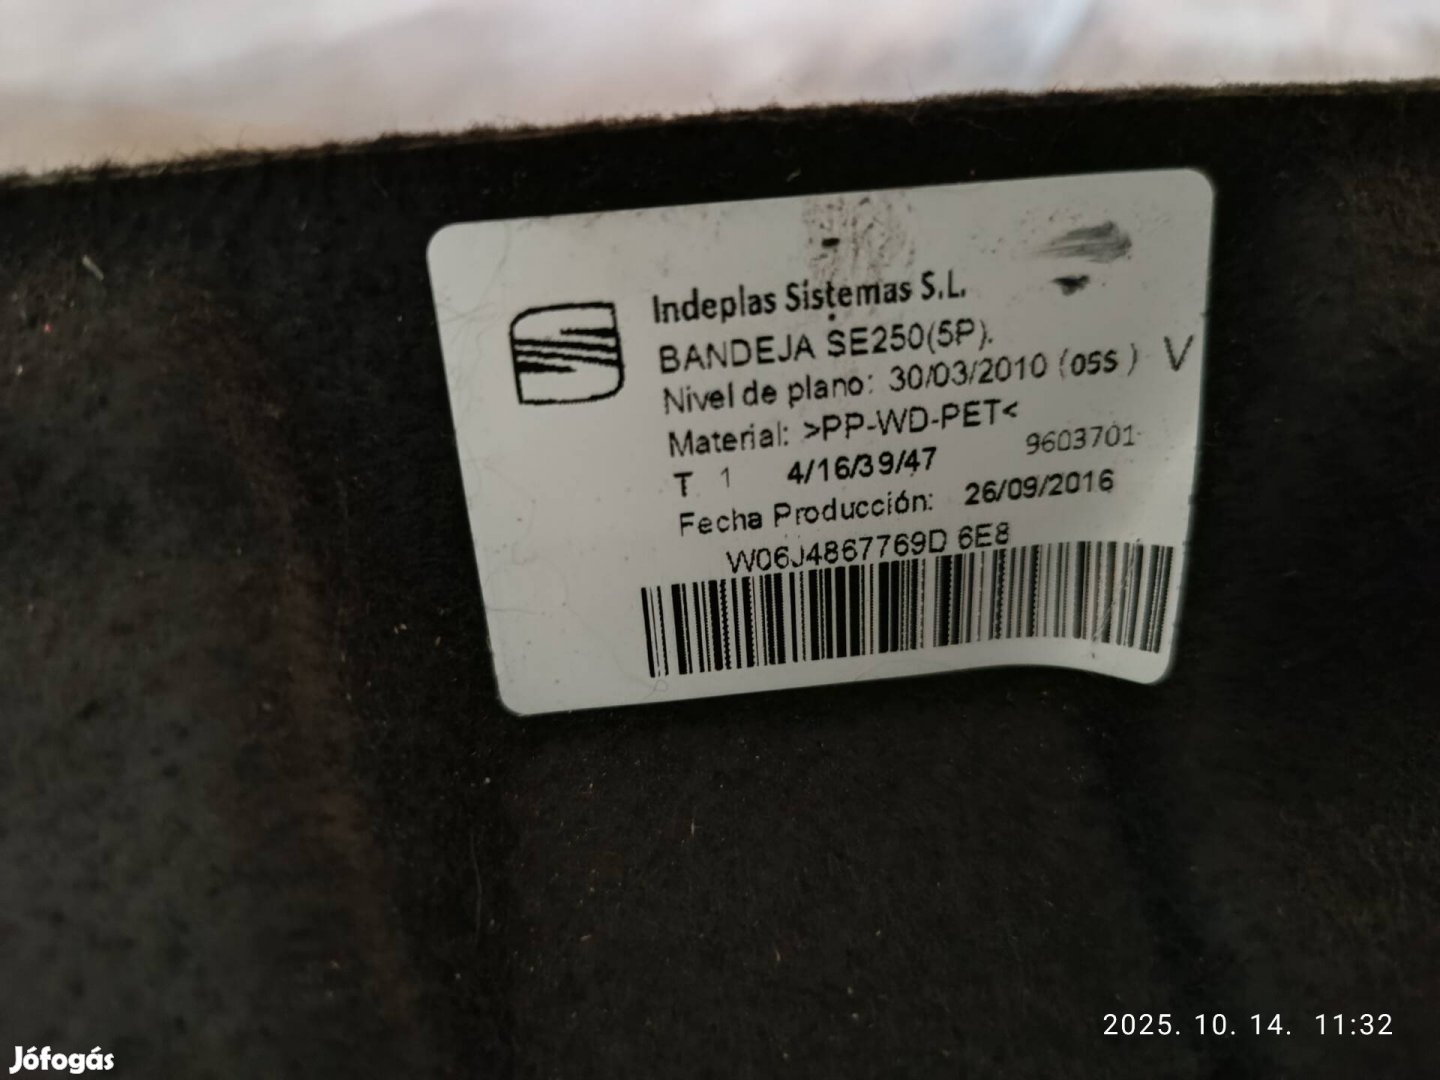 Indeplas Sistemas S.L.
BANDEJA SE250(5P).
Nivel de plano: 30/03/2010 (05S) V
Material: >PP-WD-PET<
T 1 4/16/39/47 9603701
Fecha Producción: 26/09/2016
W06J4867769D 6E8
2025. 10. 14. 11:32
Jófogás